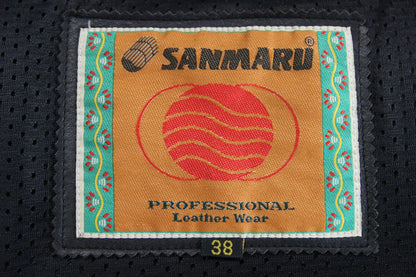 SANMARU®
PROFESSIONAL
Leather Wear
38